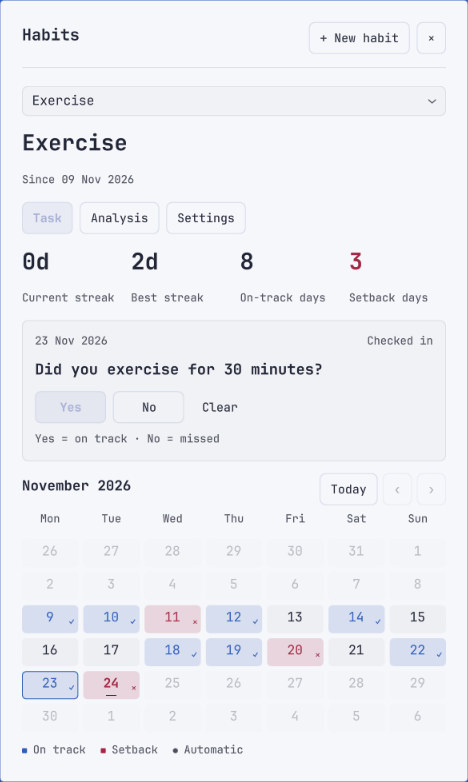 Habits
+ New habit
×
Exercise
Exercise
Since 09 Nov 2026
Task Analysis Settings
0d 2d 8 3
Current streak Best streak On-track days Setback days
23 Nov 2026 Checked in
Did you exercise for 30 minutes?
Yes No Clear
Yes = on track · No = missed
November 2026 Today ‹ ›
Mon Tue Wed Thu Fri Sat Sun
26 27 28 29 30 31 1
2 3 4 5 6 7 8
9 ✓ 10 ✓ 11 × 12 ✓ 13 14 ✓ 15
16 17 18 ✓ 19 ✓ 20 × 21 22 ✓
23 ✓ 24 × 25 26 27 28 29
30 1 2 3 4 5 6
On track Setback Automatic